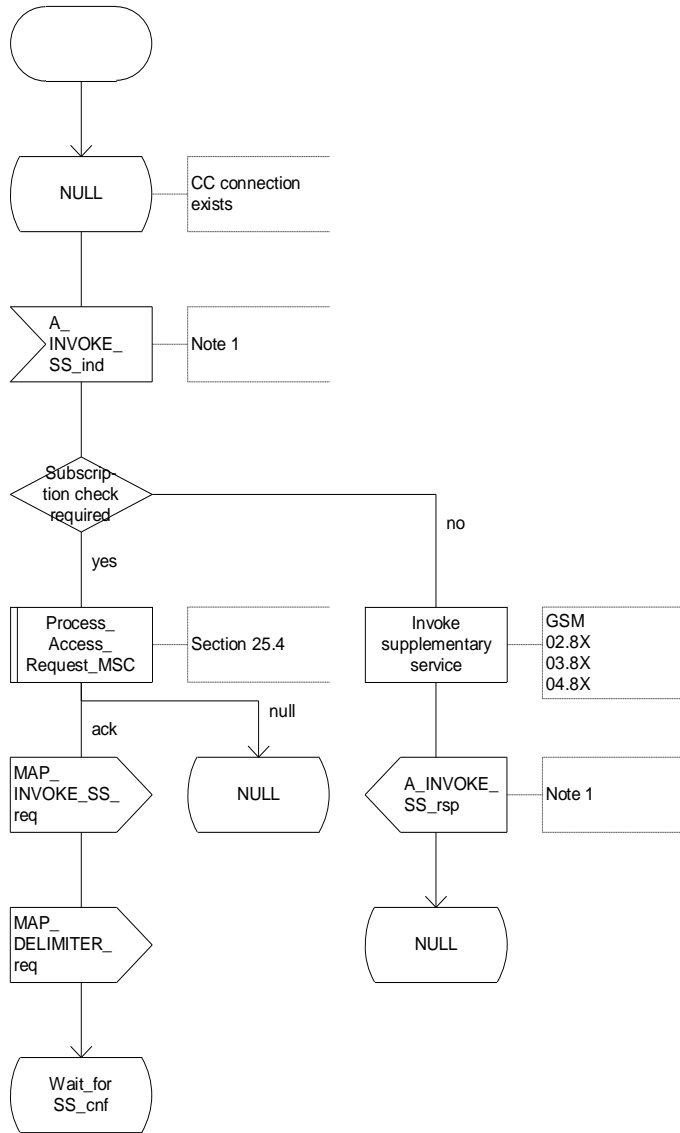 NULL
CC connection
exists
A_
INVOKE_
SS_ind
Note 1
Subscrip-
tion check
required
no
yes
Process_
Access_
Request_MSC
Section 25.4
Invoke
supplementary
service
GSM
02.8X
03.8X
04.8X
null
ack
MAP_
INVOKE_SS_
req
NULL
A_INVOKE_
SS_rsp
Note 1
MAP_
DELIMITER_
req
NULL
Wait_for
SS_cnf